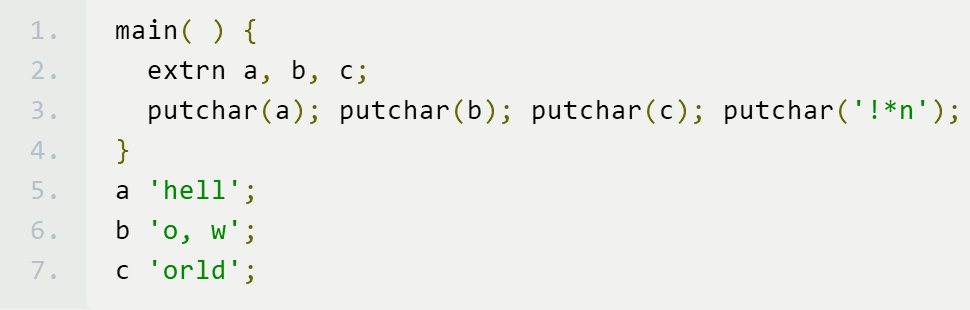 1. main( ) {
2.   extrn a, b, c;
3.   putchar(a); putchar(b); putchar(c); putchar('!*n');
4. }
5. a 'hell';
6. b 'o, w';
7. c 'orld';